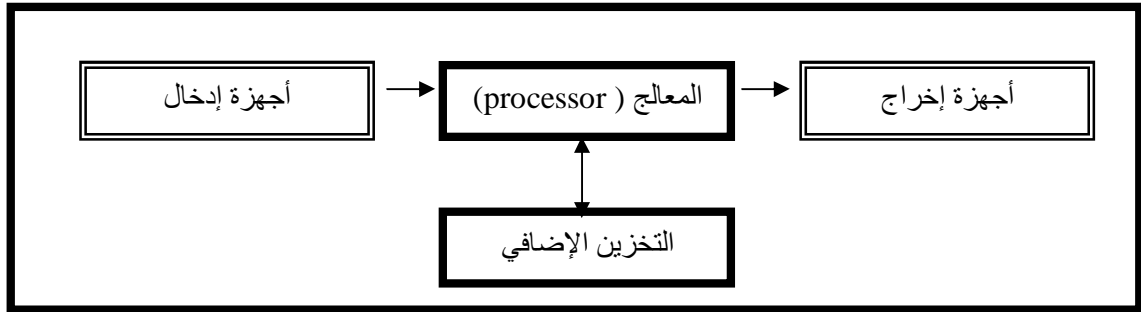 أجهزة إدخال
المعالج ( processor)
أجهزة إخراج
التخزين الإضافي